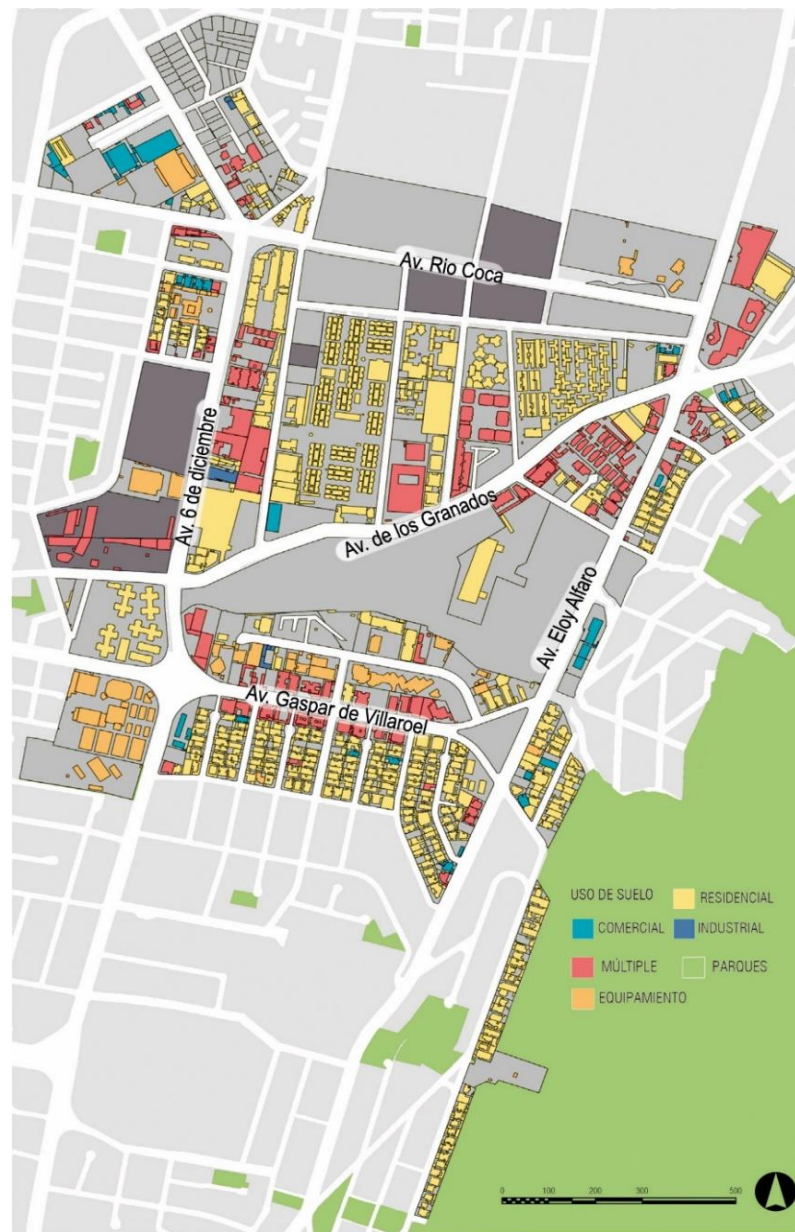 Av. Rio Coca
Av. 6 de diciembre
Av. de los Granados
Av. Eloy Alfaro
Av. Gaspar de Villaroel
USO DE SUELO
RESIDENCIAL
COMERCIAL
INDUSTRIAL
MÚLTIPLE
PARQUES
EQUIPAMIENTO
0 100 200 300 500